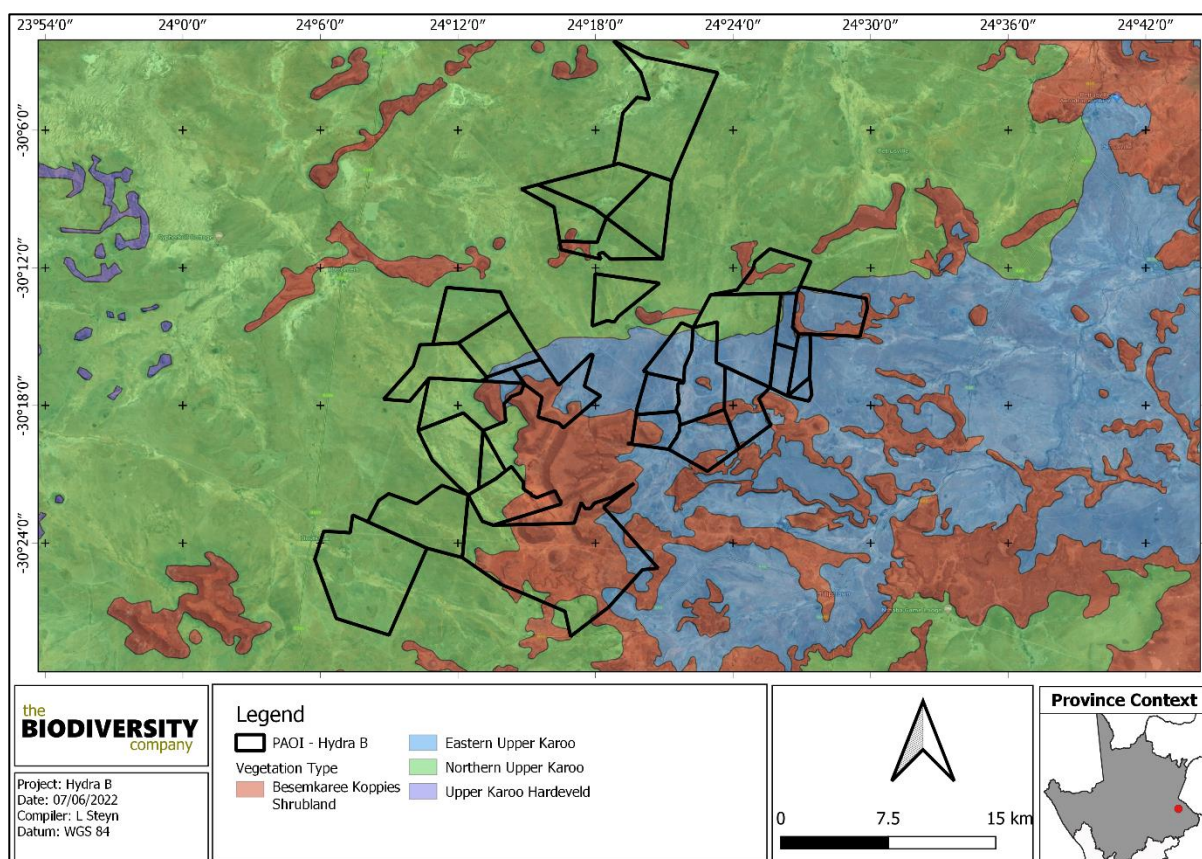 23°54′0″ 24°0′0″ 24°6′0″ 24°12′0″ 24°18′0″ 24°24′0″ 24°30′0″ 24°36′0″ 24°42′0″
-30°6′0″
-30°12′0″
-30°18′0″
-30°24′0″
the
BIODIVERSITY
company
Project: Hydra B
Date: 07/06/2022
Compiler: L Steyn
Datum: WGS 84
Legend
PAOI - Hydra B
Vegetation Type
Besemkaree Koppies
Shrubland
Eastern Upper Karoo
Northern Upper Karoo
Upper Karoo Hardeveld
0 7.5 15 km
Province Context